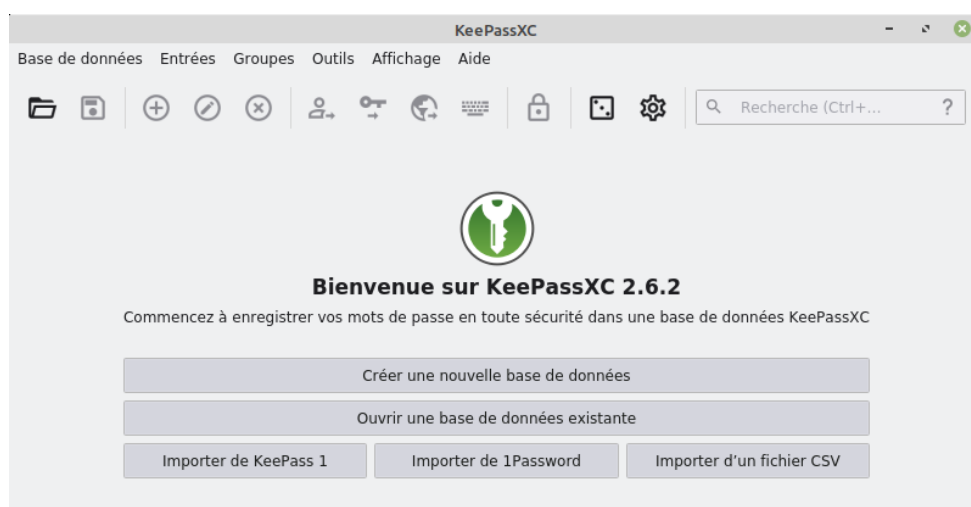 KeePassXC
Base de données Entrées Groupes Outils Affichage Aide
Recherche (Ctrl+... ?
Bienvenue sur KeePassXC 2.6.2
Commencez à enregistrer vos mots de passe en toute sécurité dans une base de données KeePassXC
Créer une nouvelle base de données
Ouvrir une base de données existante
Importer de KeePass 1 Importer de 1Password Importer d’un fichier CSV